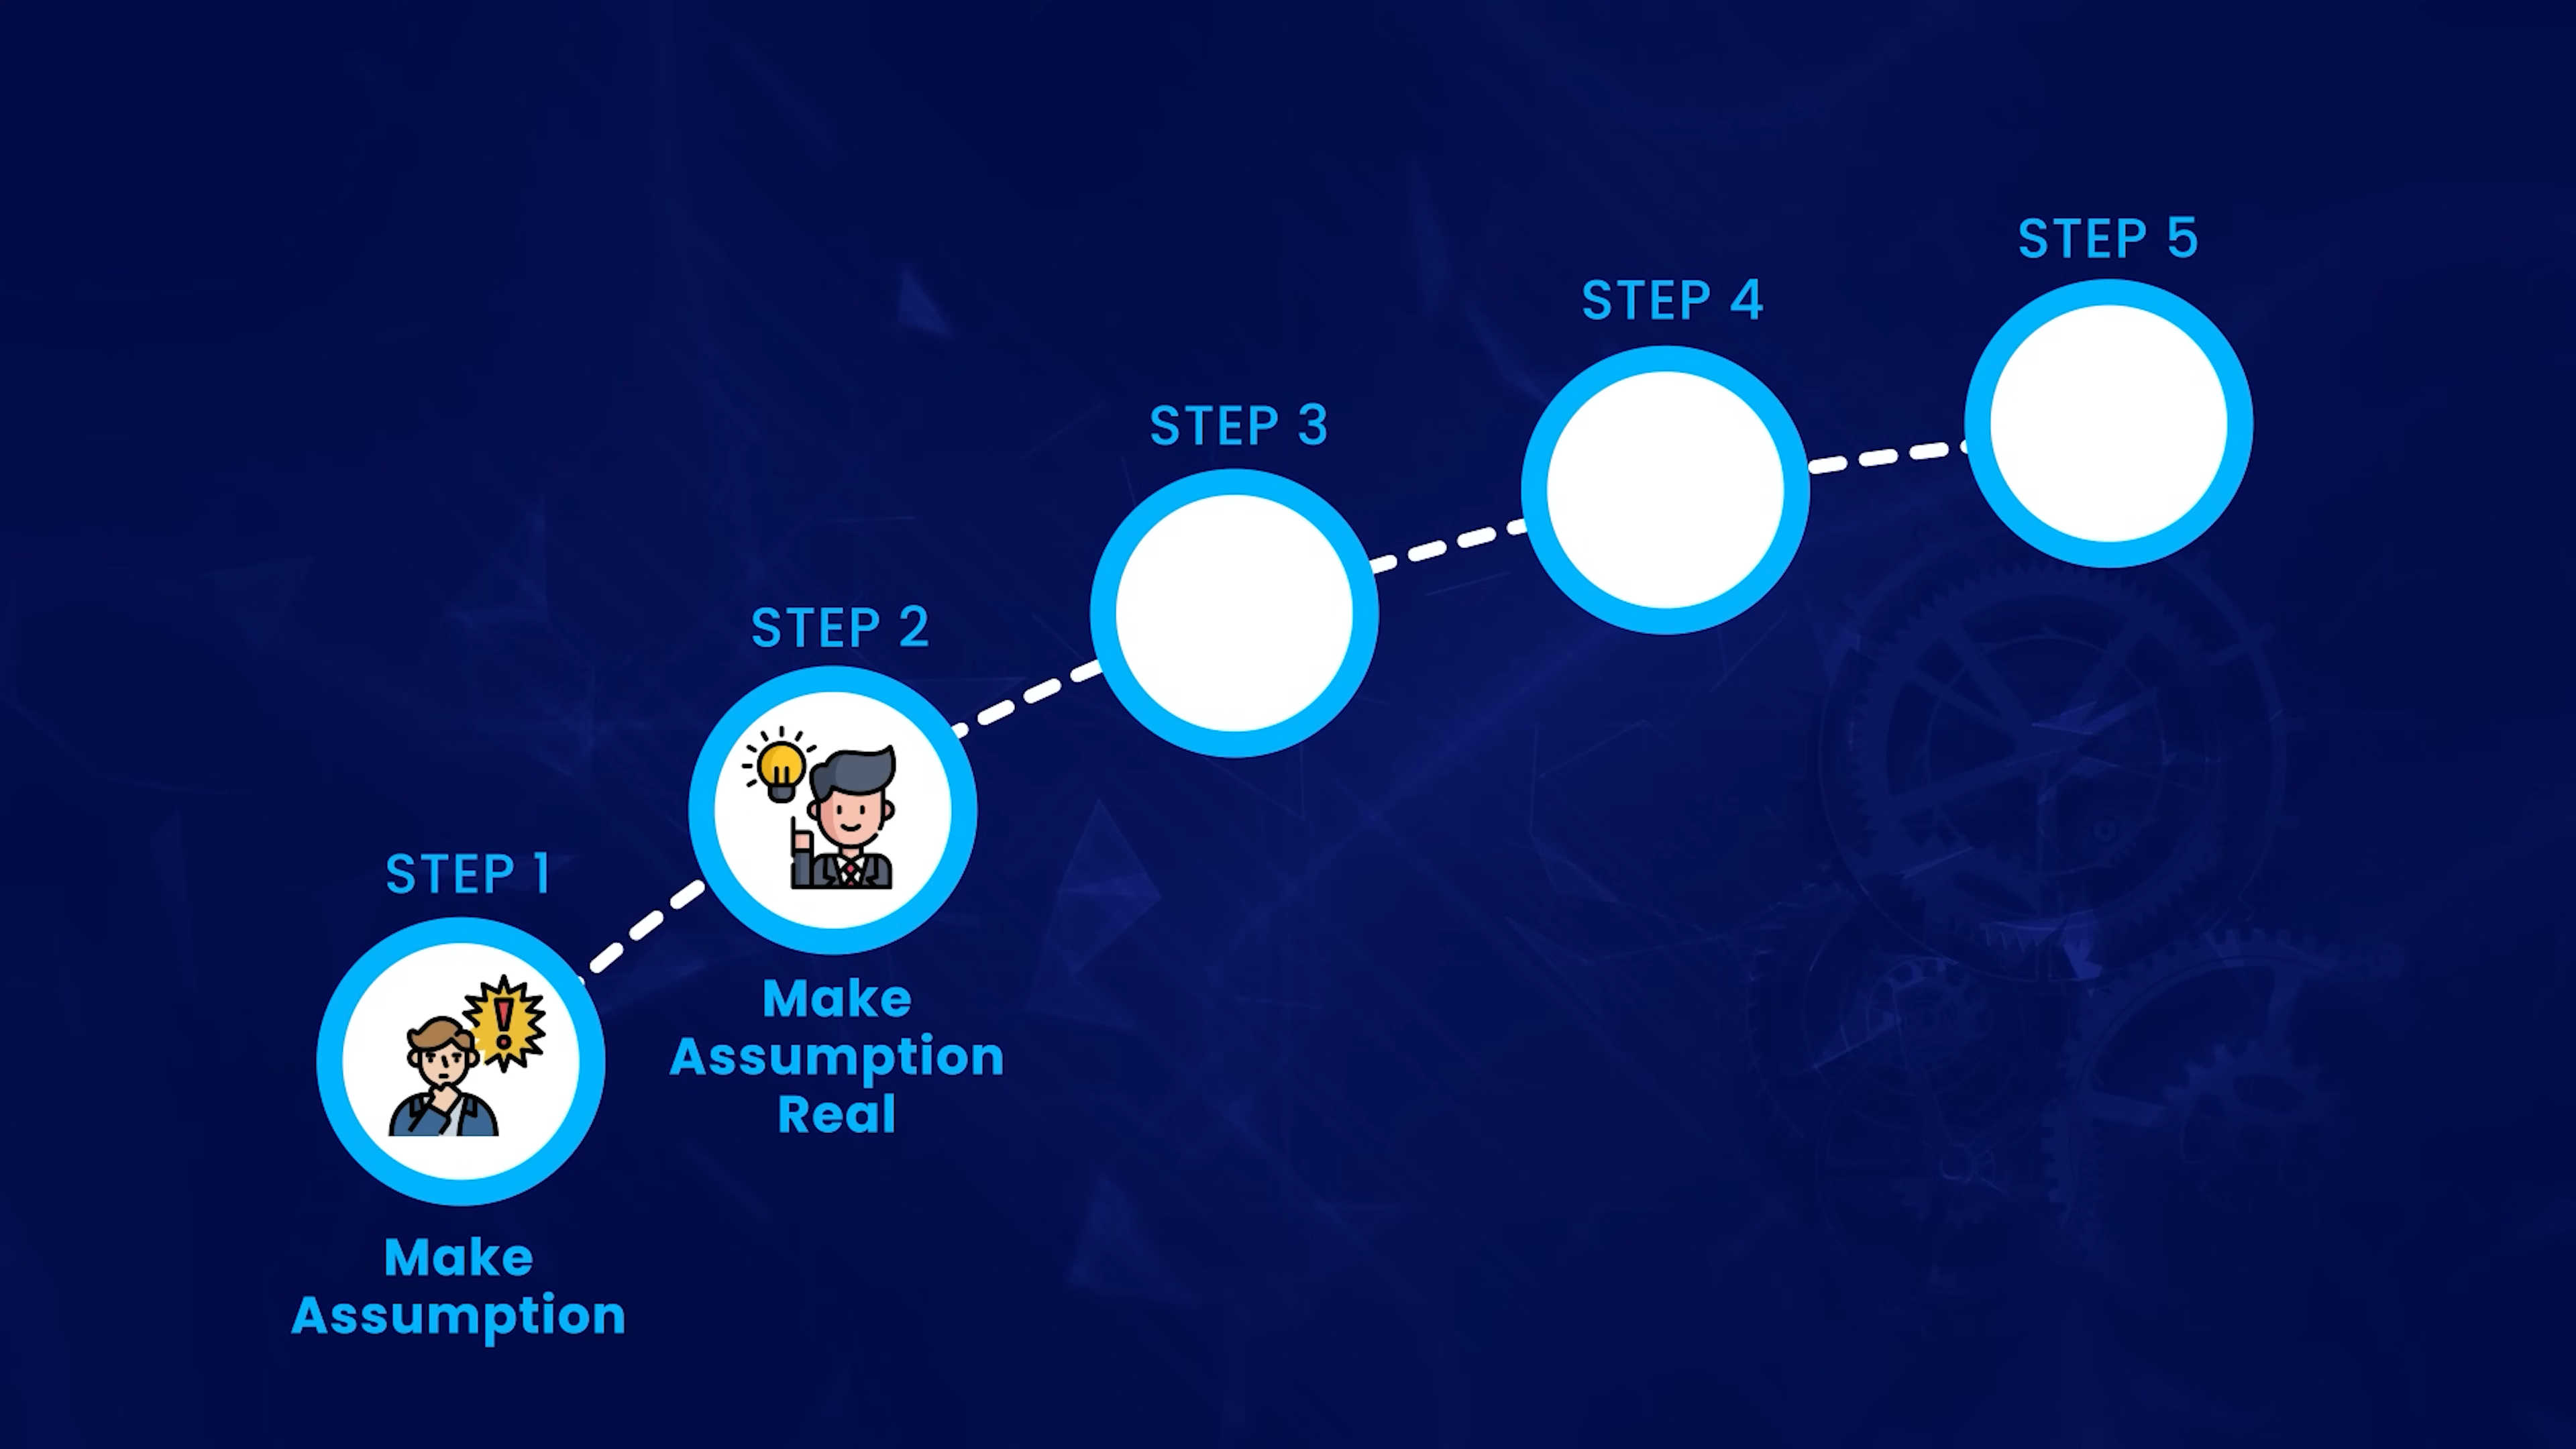 STEP 1
Make
Assumption
STEP 2
Make
Assumption
Real
STEP 3
STEP 4
STEP 5